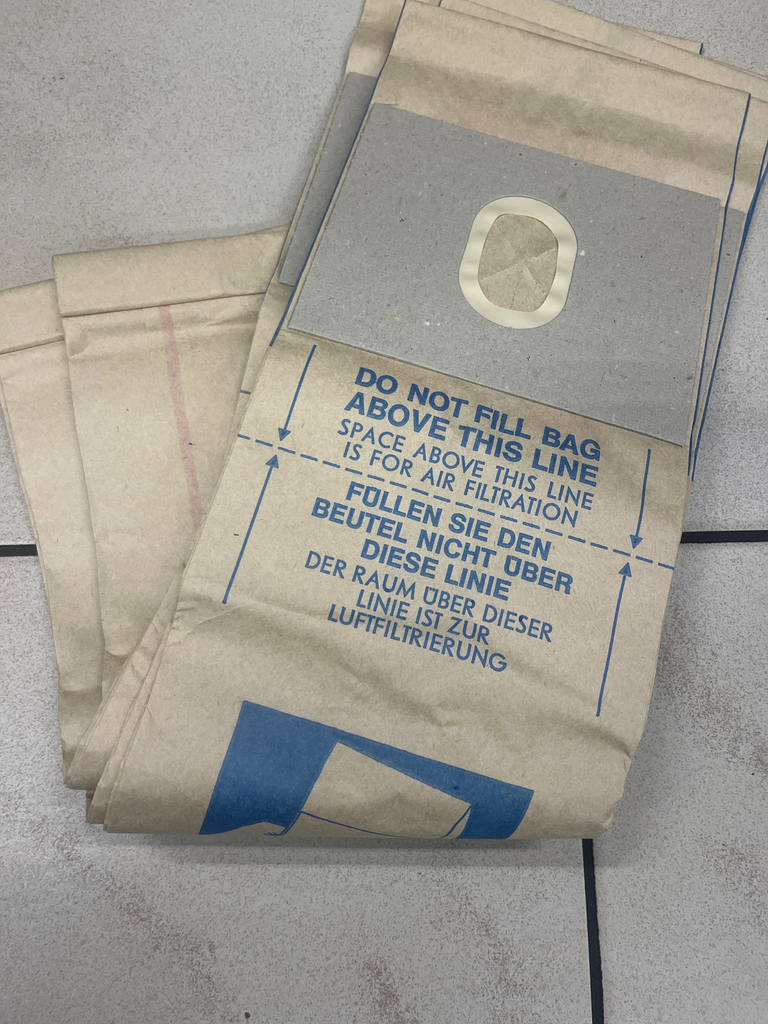 DO NOT FILL BAG
ABOVE THIS LINE
SPACE ABOVE THIS LINE
IS FOR AIR FILTRATION
FÜLLEN SIE DEN
BEUTEL NICHT ÜBER
DIESE LINIE
DER RAUM ÜBER DIESER
LINIE IST ZUR
LUFTFILTRIERUNG